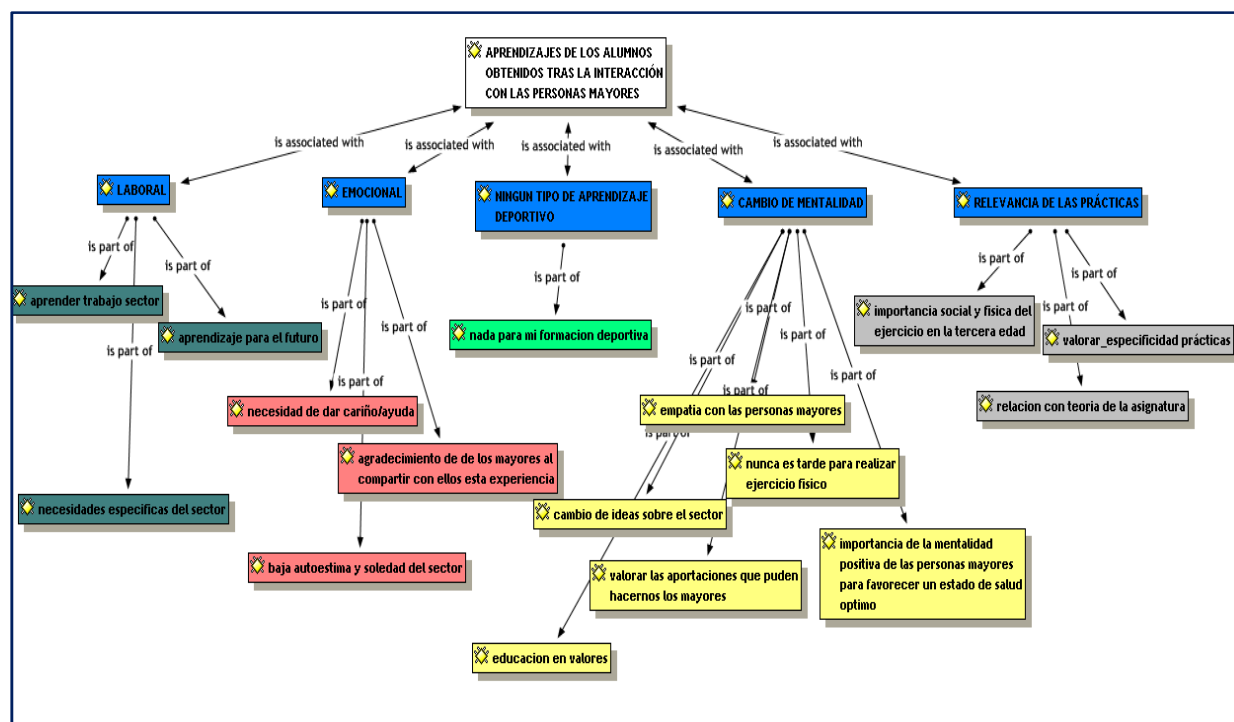 APRENDIZAJES DE LOS ALUMNOS
OBTENIDOS TRAS LA INTERACCIÓN
CON LAS PERSONAS MAYORES
is associated with
is associated with
is associated with
is associated with
is associated with
LABORAL
EMOCIONAL
NINGUN TIPO DE APRENDIZAJE
DEPORTIVO
CAMBIO DE MENTALIDAD
RELEVANCIA DE LAS PRÁCTICAS
is part of
is part of
is part of
aprender trabajo sector
aprendizaje para el futuro
necesidades especificas del sector
is part of
is part of
is part of
necesidad de dar cariño/ayuda
agradecimiento de de los mayores al
compartir con ellos esta experiencia
baja autoestima y soledad del sector
is part of
nada para mi formacion deportiva
is part of
is part of
is part of
is part of
is part of
is part of
empatia con las personas mayores
nunca es tarde para realizar
ejercicio fisico
cambio de ideas sobre el sector
valorar las aportaciones que puden
hacernos los mayores
importancia de la mentalidad
positiva de las personas mayores
para favorecer un estado de salud
optimo
educacion en valores
is part of
is part of
is part of
importancia social y fisica del
ejercicio en la tercera edad
valorar_especificidad prácticas
relacion con teoria de la asignatura